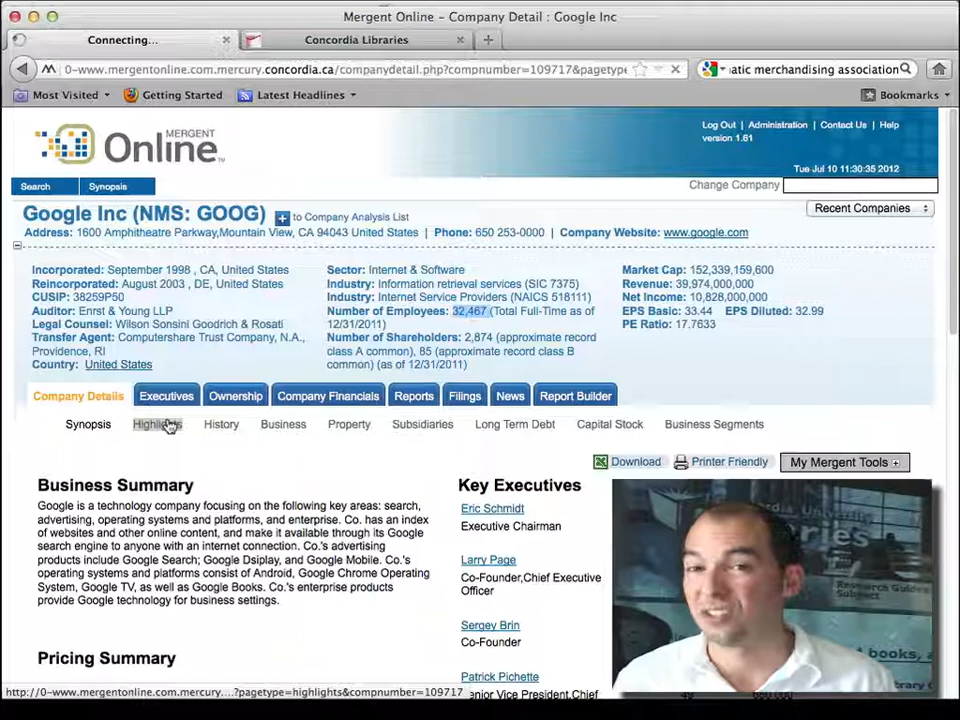 Mergent Online – Company Detail : Google Inc
Connecting...
Concordia Libraries
0-www.mergentonline.com.mercury.concordia.ca/companydetail.php?compnumber=109717&pagetype
atic merchandising association
Most Visited
Getting Started
Latest Headlines
Bookmarks
MERGENT
Online
Log Out | Administration | Contact Us | Help
version 1.61
Tue Jul 10 11:30:35 2012
Search
Synopsis
Change Company
Google Inc (NMS: GOOG)
+ to Company Analysis List
Recent Companies
Address: 1600 Amphitheatre Parkway,Mountain View, CA 94043 United States | Phone: 650 253-0000 | Company Website: www.google.com
Incorporated: September 1998 , CA, United States
Reincorporated: August 2003 , DE, United States
CUSIP: 38259P50
Auditor: Enrst & Young LLP
Legal Counsel: Wilson Sonsini Goodrich & Rosati
Transfer Agent: Computershare Trust Company, N.A.,
Providence, RI
Country: United States
Sector: Internet & Software
Industry: Information retrieval services (SIC 7375)
Industry: Internet Service Providers (NAICS 518111)
Number of Employees: 32,467 (Total Full-Time as of
12/31/2011)
Number of Shareholders: 2,874 (approximate record
class A common), 85 (approximate record class B
common) (as of 12/31/2011)
Market Cap: 152,339,159,600
Revenue: 39,974,000,000
Net Income: 10,828,000,000
EPS Basic: 33.44 EPS Diluted: 32.99
PE Ratio: 17.7633
Company Details
Executives
Ownership
Company Financials
Reports
Filings
News
Report Builder
Synopsis
Highlights
History
Business
Property
Subsidiaries
Long Term Debt
Capital Stock
Business Segments
Download
Printer Friendly
My Mergent Tools +
Business Summary
Google is a technology company focusing on the following key areas: search,
advertising, operating systems and platforms, and enterprise. Co. has an index
of websites and other online content, and make it available through its Google
search engine to anyone with an internet connection. Co.'s advertising
products include Google Search; Google Dsiplay, and Google Mobile. Co.'s
operating systems and platforms consist of Android, Google Chrome Operating
System, Google TV, as well as Google Books. Co.'s enterprise products
provide Google technology for business settings.
Pricing Summary
Key Executives
Eric Schmidt
Executive Chairman
Larry Page
Co-Founder,Chief Executive
Officer
Sergey Brin
Co-Founder
Patrick Pichette
Senior Vice President,Chief
http://0-www.mergentonline.com.mercury....?pagetype=highlights&compnumber=109717